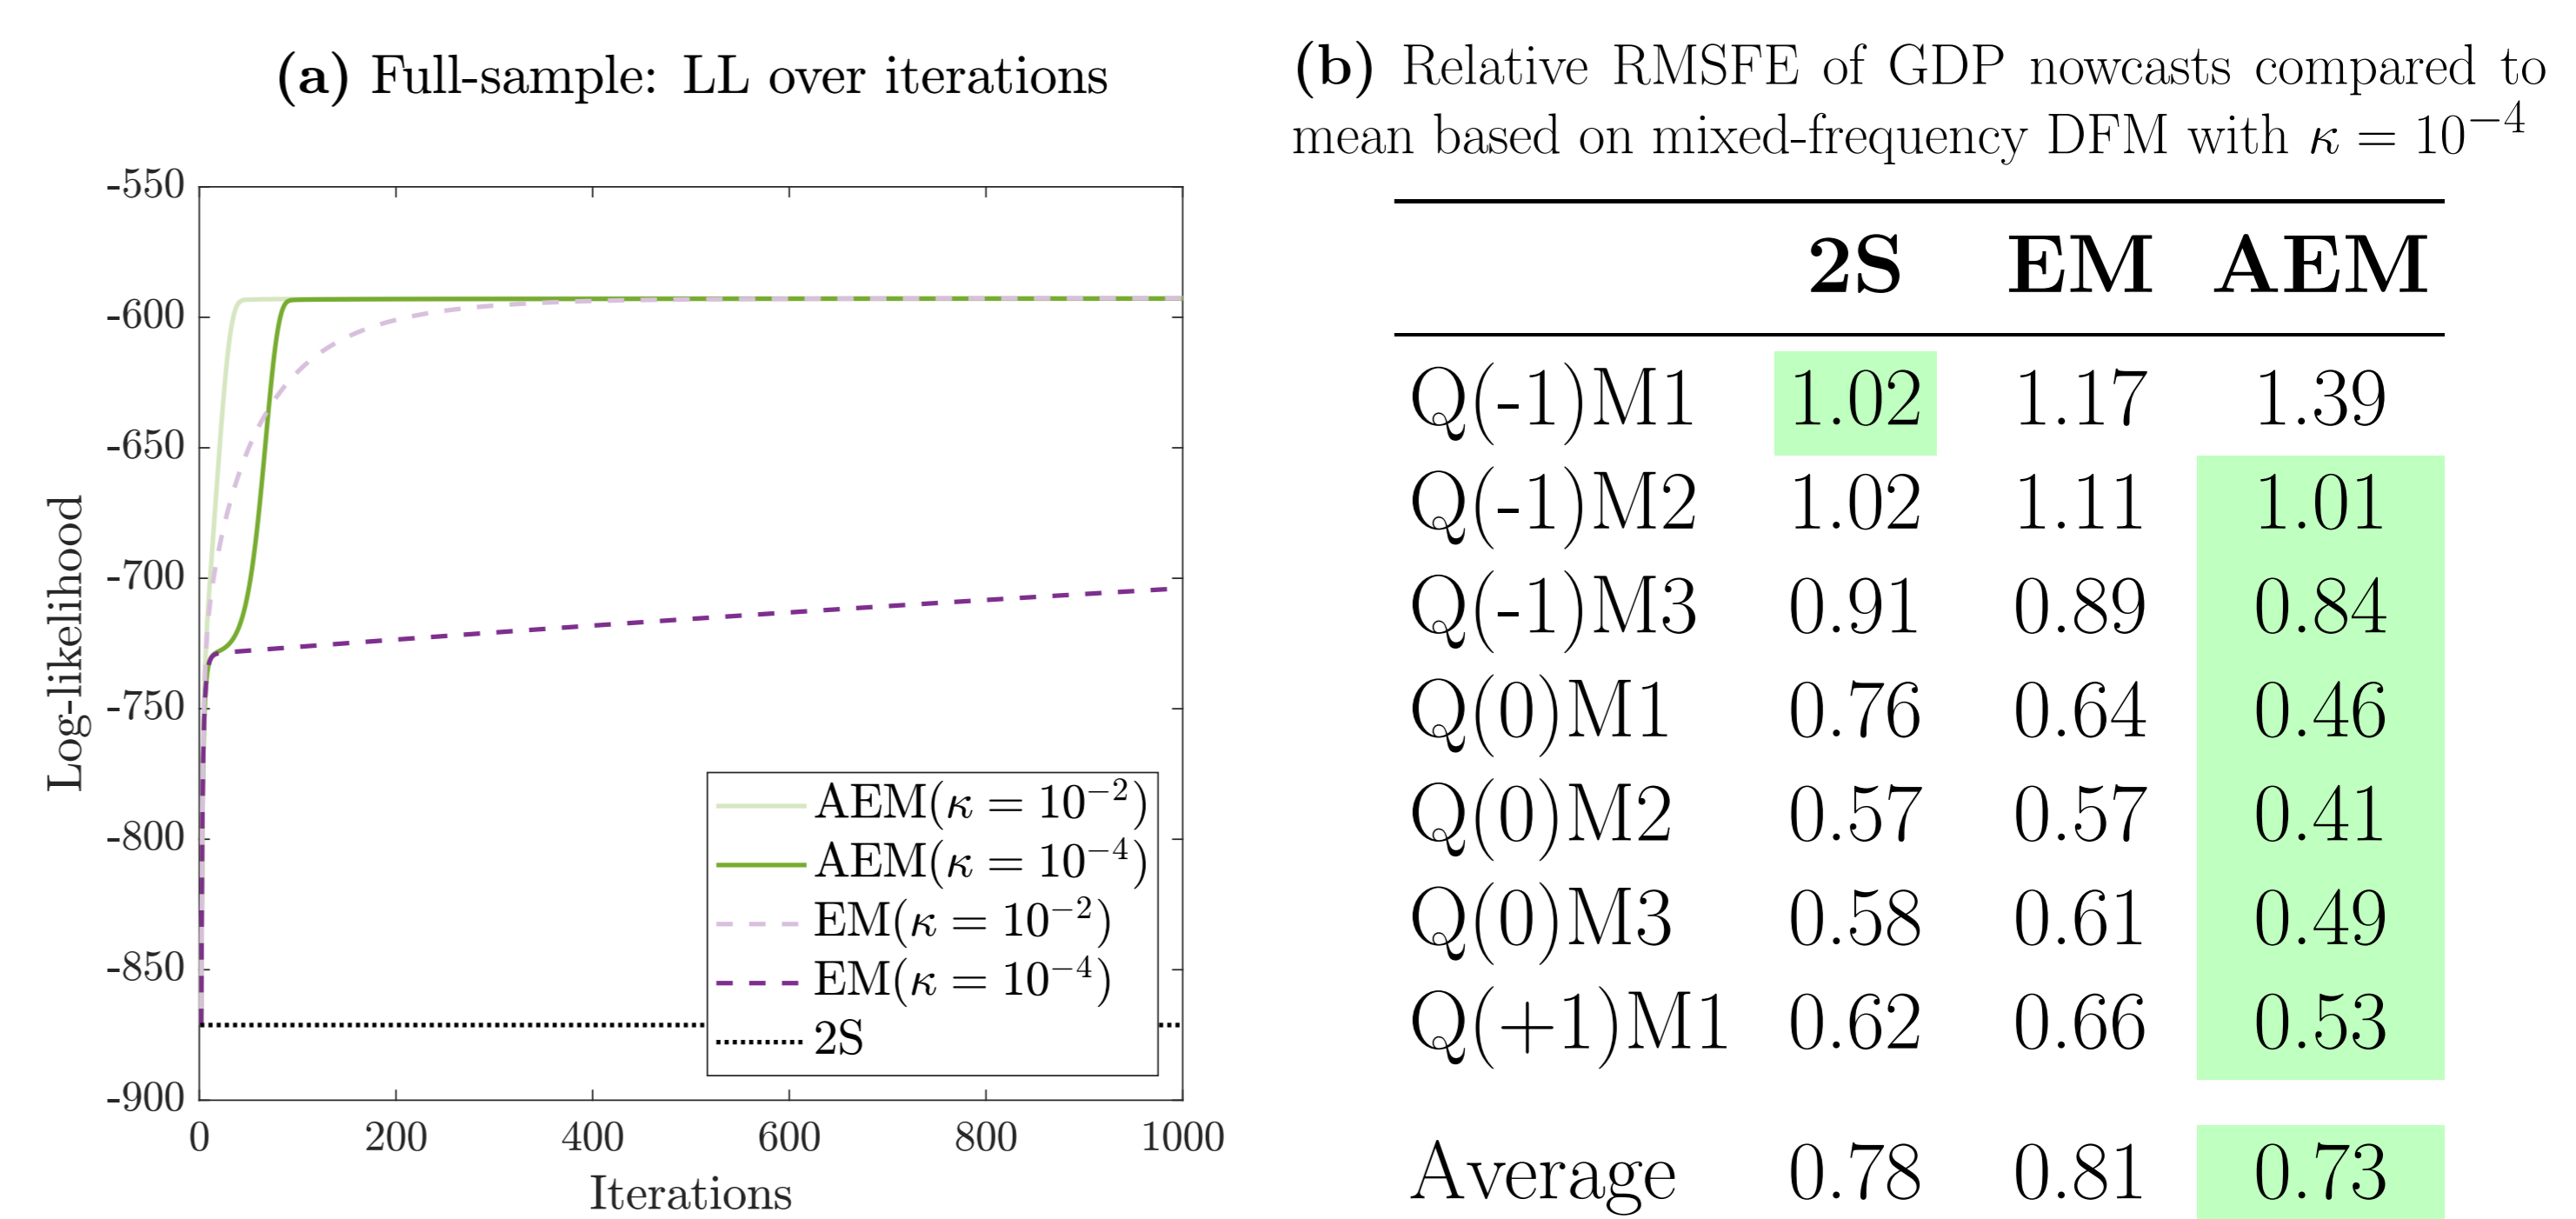 (a) Full-sample: LL over iterations
-550
-600
-650
-700
-750
-800
-850
-900
Log-likelihood
0 200 400 600 800 1000
Iterations
AEM(κ = 10⁻²)
AEM(κ = 10⁻⁴)
EM(κ = 10⁻²)
EM(κ = 10⁻⁴)
2S
(b) Relative RMSFE of GDP nowcasts compared to
mean based on mixed-frequency DFM with κ = 10⁻⁴
2S EM AEM
Q(-1)M1 1.02 1.17 1.39
Q(-1)M2 1.02 1.11 1.01
Q(-1)M3 0.91 0.89 0.84
Q(0)M1 0.76 0.64 0.46
Q(0)M2 0.57 0.57 0.41
Q(0)M3 0.58 0.61 0.49
Q(+1)M1 0.62 0.66 0.53
Average 0.78 0.81 0.73